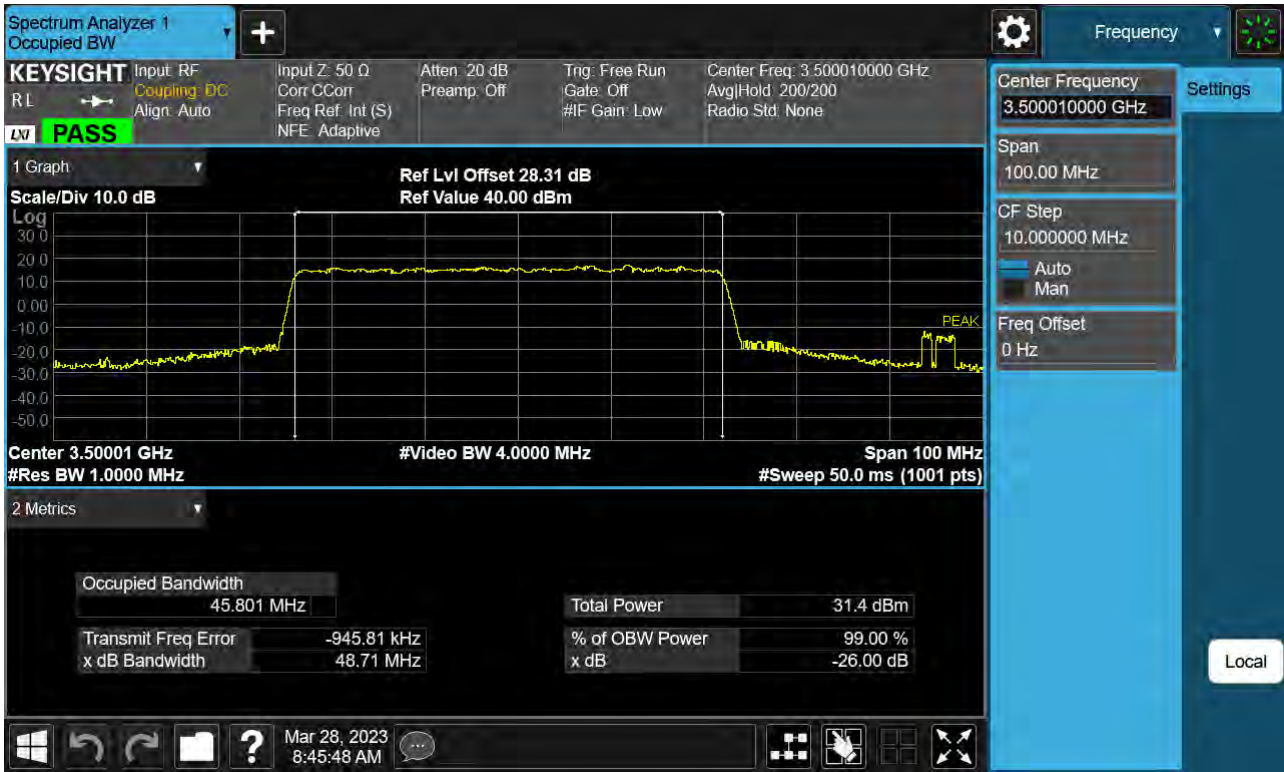 Spectrum Analyzer 1
Occupied BW
+
Frequency
KEYSIGHT
RL
LXI
PASS
Input: RF
Coupling: DC
Align: Auto
Input Z: 50 Ω
Corr CCorr
Freq Ref: Int (S)
NFE: Adaptive
Atten: 20 dB
Preamp: Off
Trig: Free Run
Gate: Off
#IF Gain: Low
Center Freq: 3.500010000 GHz
Avg|Hold: 200/200
Radio Std: None
Center Frequency
3.500010000 GHz
Settings
Span
100.00 MHz
CF Step
10.000000 MHz
Auto
Man
Freq Offset
0 Hz
Local
1 Graph
Scale/Div 10.0 dB
Ref Lvl Offset 28.31 dB
Ref Value 40.00 dBm
Log
30.0
20.0
10.0
0.00
-10.0
-20.0
-30.0
-40.0
-50.0
PEAK
Center 3.50001 GHz
#Video BW 4.0000 MHz
Span 100 MHz
#Res BW 1.0000 MHz
#Sweep 50.0 ms (1001 pts)
2 Metrics
Occupied Bandwidth
45.801 MHz
Total Power 31.4 dBm
Transmit Freq Error -945.81 kHz
% of OBW Power 99.00 %
x dB Bandwidth 48.71 MHz
x dB -26.00 dB
?
Mar 28, 2023
8:45:48 AM